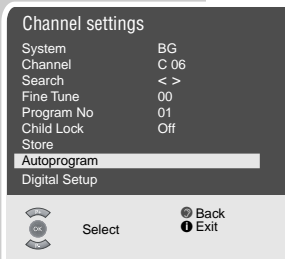 Channel settings
System BG
Channel C 06
Search < >
Fine Tune 00
Program No 01
Child Lock Off
Store
Autoprogram
Digital Setup
OK Select
Back
i Exit